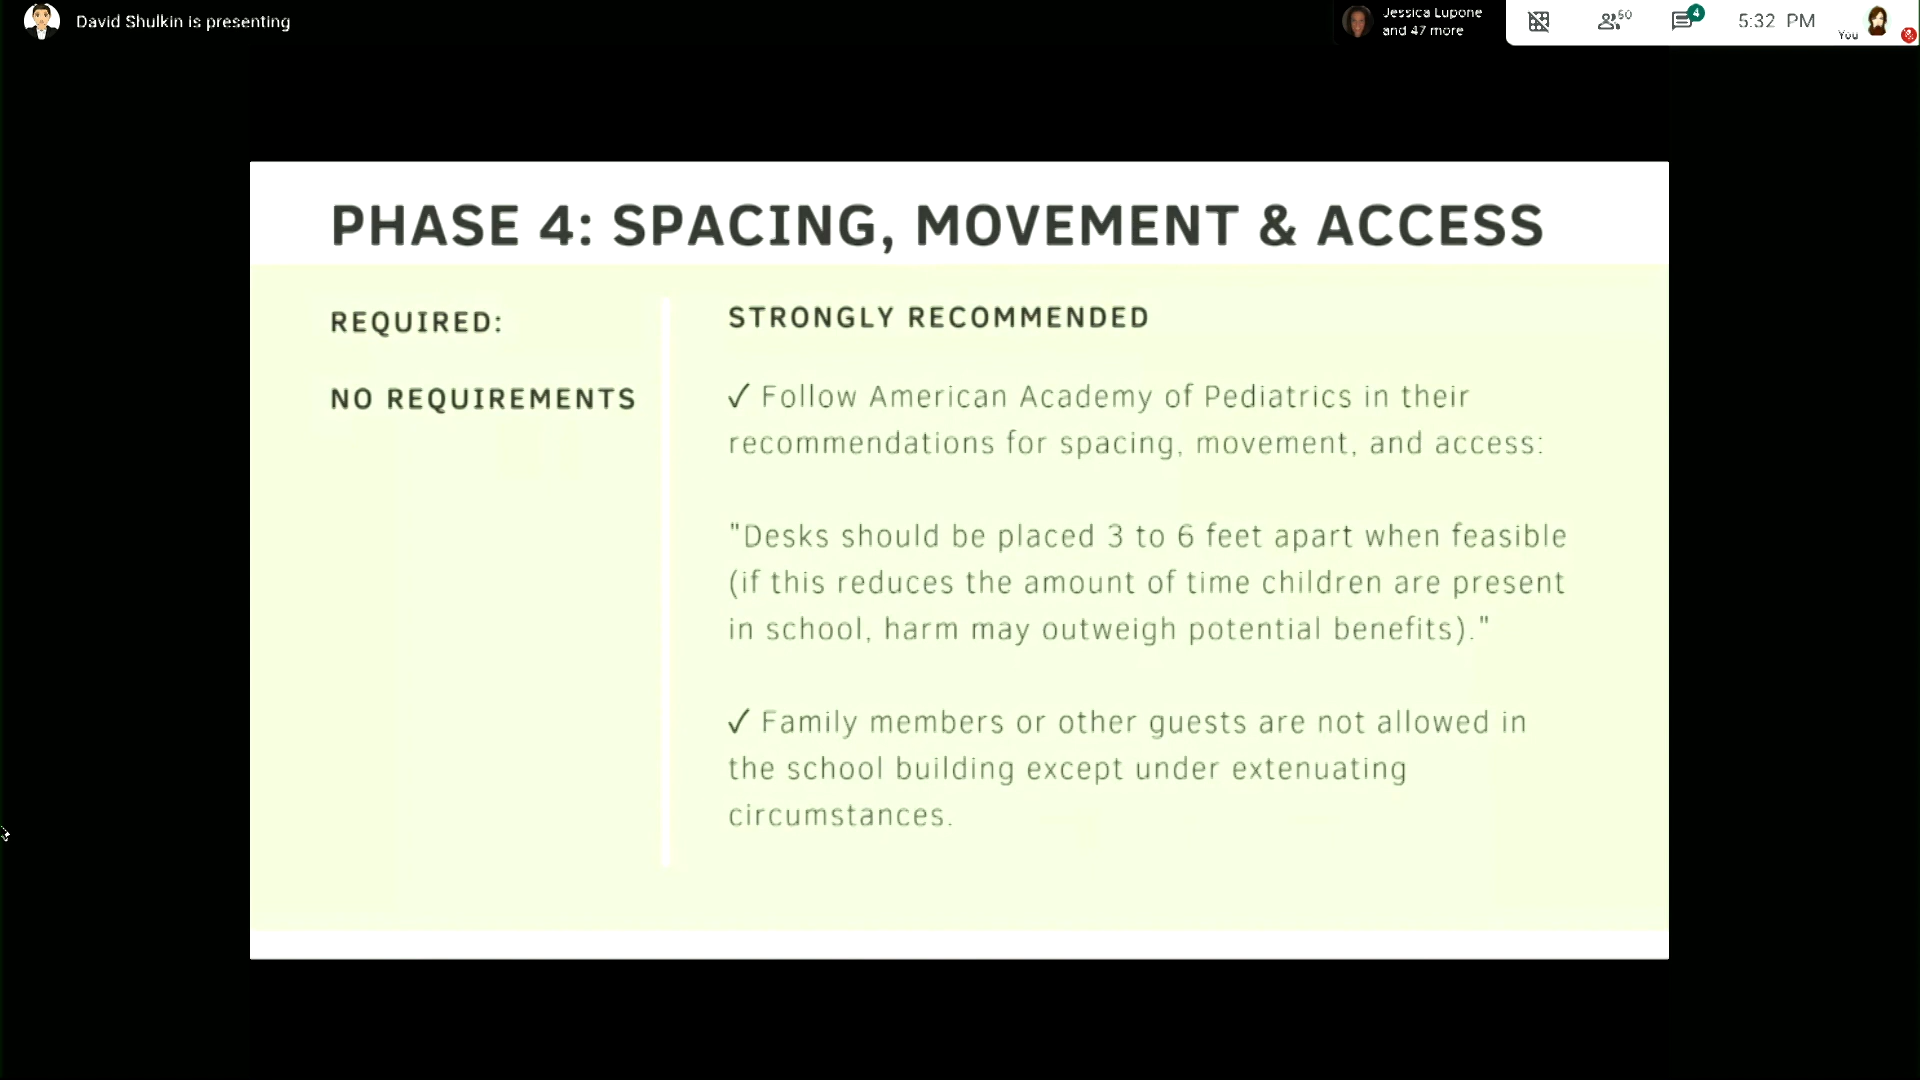 David Shulkin is presenting
Jessica Lupone
and 47 more
50
4
5:32 PM
You
PHASE 4: SPACING, MOVEMENT & ACCESS
REQUIRED:
NO REQUIREMENTS
STRONGLY RECOMMENDED
✓ Follow American Academy of Pediatrics in their
recommendations for spacing, movement, and access:
"Desks should be placed 3 to 6 feet apart when feasible
(if this reduces the amount of time children are present
in school, harm may outweigh potential benefits)."
✓ Family members or other guests are not allowed in
the school building except under extenuating
circumstances.